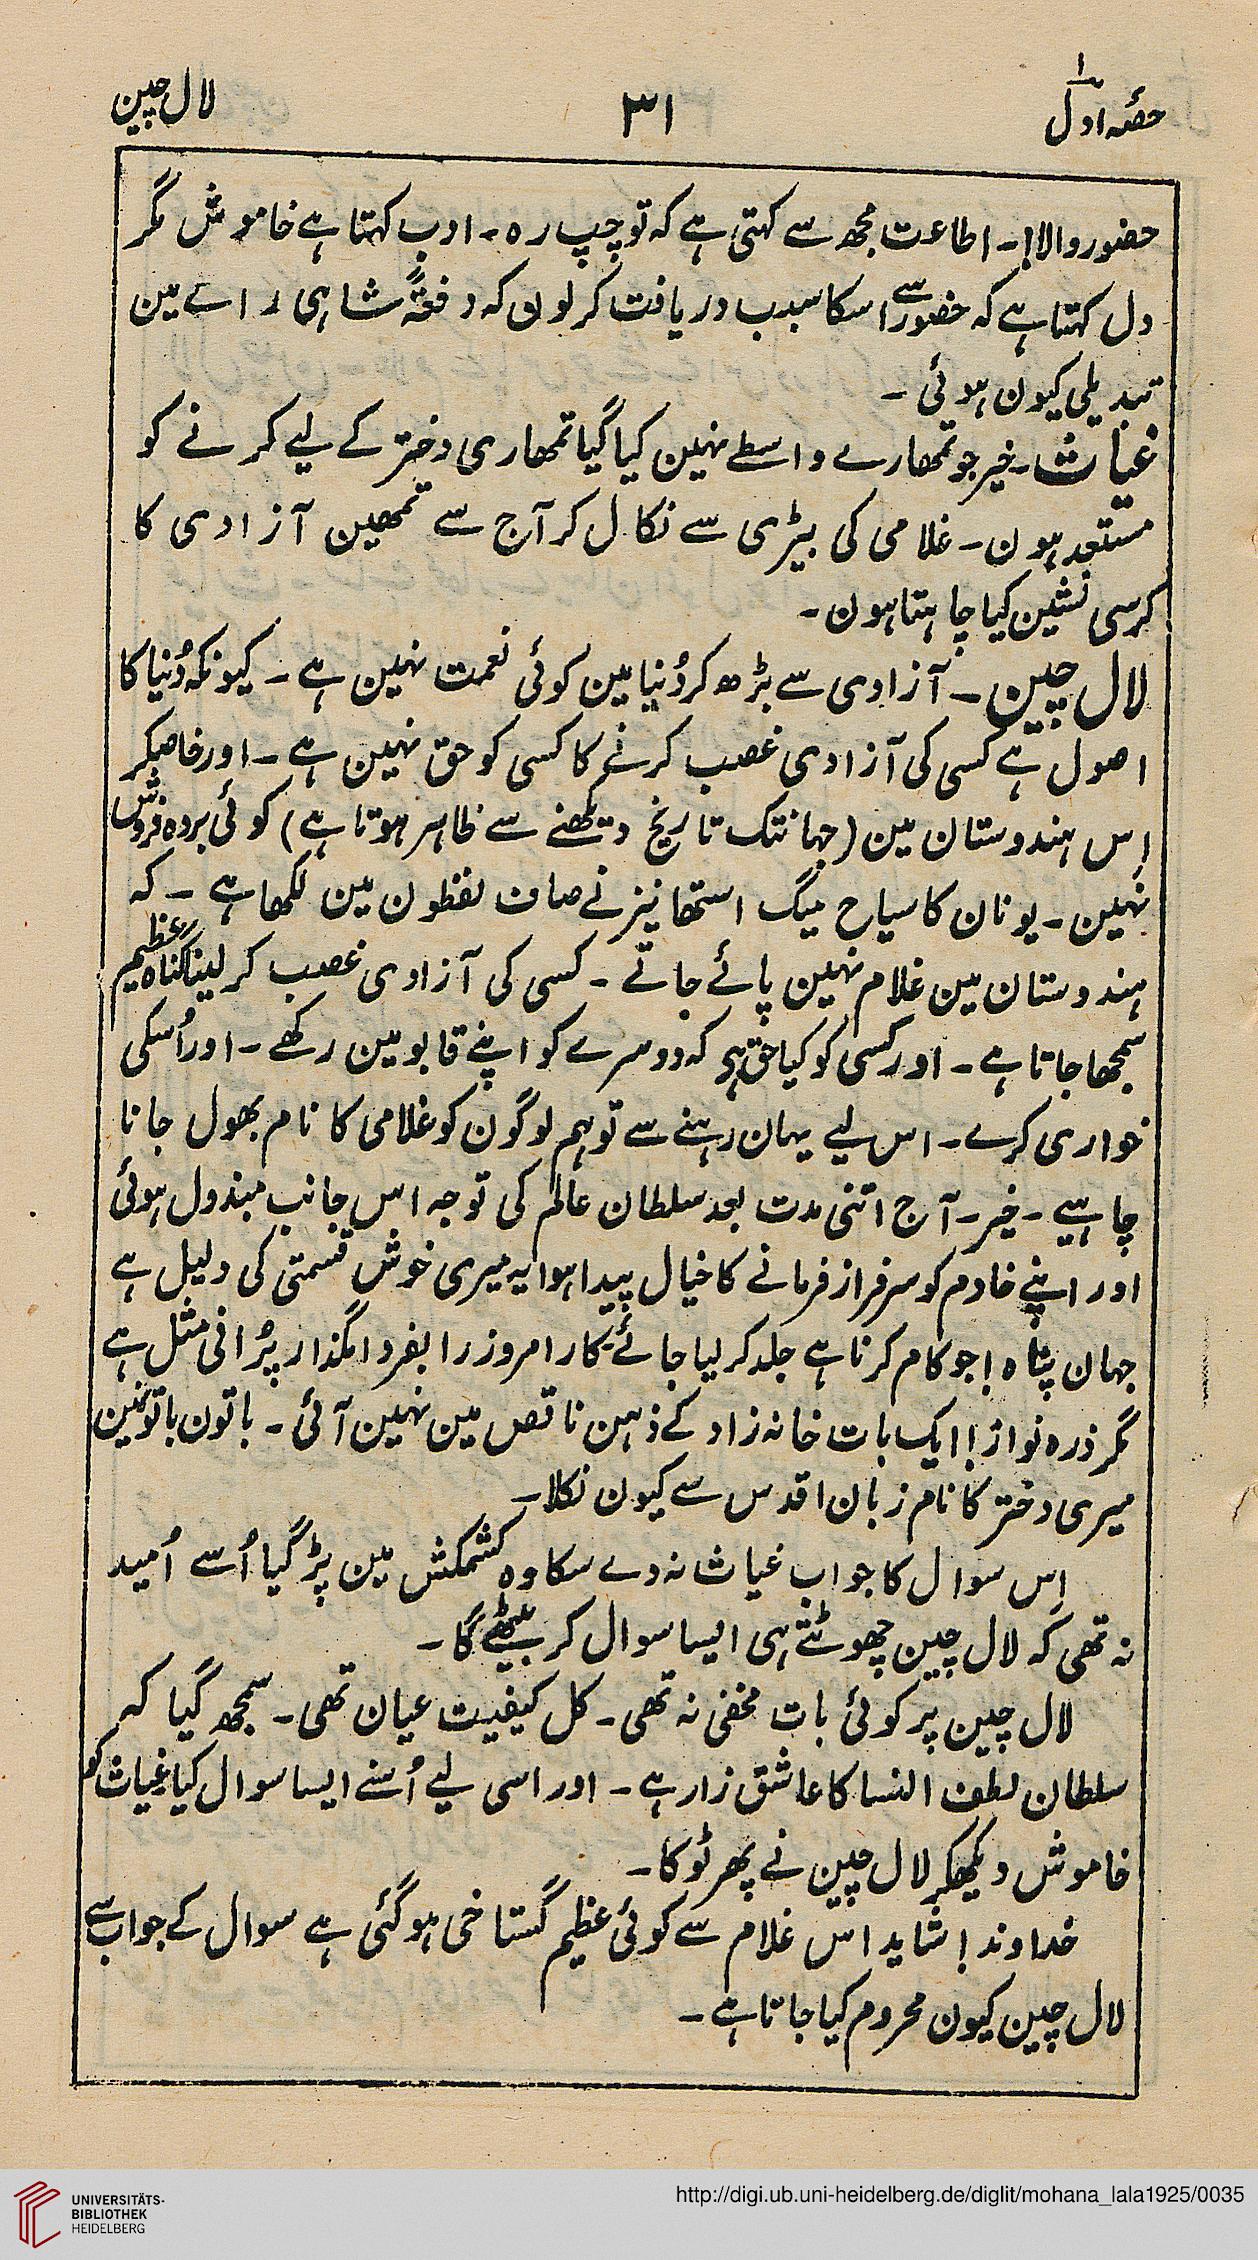 حصّہ اوّل
۳۱
لال چین
حضور والا! ۔ اطاعت مجھ سے کہتی ہے کہ تو چپ رہ ۔ ادب کہتا ہے خاموش مگر
دل کہتا ہے کہ حضور سے اسکا سبب دریافت کر لون کہ دفعۃً شاہی راے مین
تبدیلی کیون ہوئی ۔
غیاث ۔ خیر جو تمھارے واسطے نہین کیا گیا تمھاری دختر کے لیے کرنے کو
مستعد ہون ۔ غلامی کی بیڑی سے نکال کر آج سے تمھین آزادی کا
کرسی نشین کیا چاہتا ہون ۔
لال چین ۔ آزادی سے بڑھ کر دُنیا مین کوئی نعمت نہین ہے ۔ کیونکہ دُنیا کا
اصول ہے کسی کی آزادی غصب کرنے کا کسی کو حق نہین ہے ۔ اور خاصکر
اِس ہندوستان مین (جہانتک تاریخ دیکھنے سے ظاہر ہوتا ہے) کوئی بردہ فروش
نہین ۔ یونان کا سیاح میگ استھانیز نے صاف لفظون مین لکھا ہے ۔ کہ
ہندوستان مین غلام نہین پائے جاتے ۔ کسی کی آزادی غصب کر لینا گناہ عظیم
سمجھا جاتا ہے ۔ اور کسی کو کیا حق ہی کہ دوسرے کو اپنے قابو مین رکھے ۔ اور اُسکی
خواری کرے ۔ اس لیے یہان رہنے سے تو ہم لوگون کو غلامی کا نام بھول جانا
چاہیے ۔ خیر ۔ آج اتنی مدت بعد سلطان عالم کی توجہ اس جانب مبذول ہوئی
اور اپنے خادم کو سرفراز فرمانے کا خیال پیدا ہوا یہ میری خوش قسمتی کی دلیل ہے
جہان پناہ! جو کام کرنا ہے جلد کر لیا جائے ۔ کار امروز را بفردا مگذار پُرانی مثل ہے
مگر ذرہ نواز! ایک بات خانہ زاد کے ذہین ناقص مین نہین آئی ۔ باتون باتونمین
میری دختر کا نام زبان اقدس سے کیون نکلا ۔
اِس سوال کا جواب غیاث نہ دے سکا وہ کشمکش مین پڑ گیا اُسے اُمید
نہ تھی کہ لال چین چھوٹتے ہی ایسا سوال کر بیٹھے گا ۔
لال چین پر کوئی بات مخفی نہ تھی ۔ کل کیفیت عیان تھی ۔ سمجھ گیا کہ
سلطان لطف النسا کا عاشق زار ہے ۔ اور اسی لیے اُسنے ایسا سوال کیا غیاث کو
خاموش دیکھکر لال چین نے پھر ٹوکا ۔
خداوند! شاید اس غلام سے کوئی عظیم گستاخی ہو گئی ہے سوال کے جواب سے
لال چین کیون محروم کیا جاتا ہے ۔
UNIVERSITÄTS-
BIBLIOTHEK
HEIDELBERG
http://digi.ub.uni-heidelberg.de/diglit/mohana_lala1925/0035